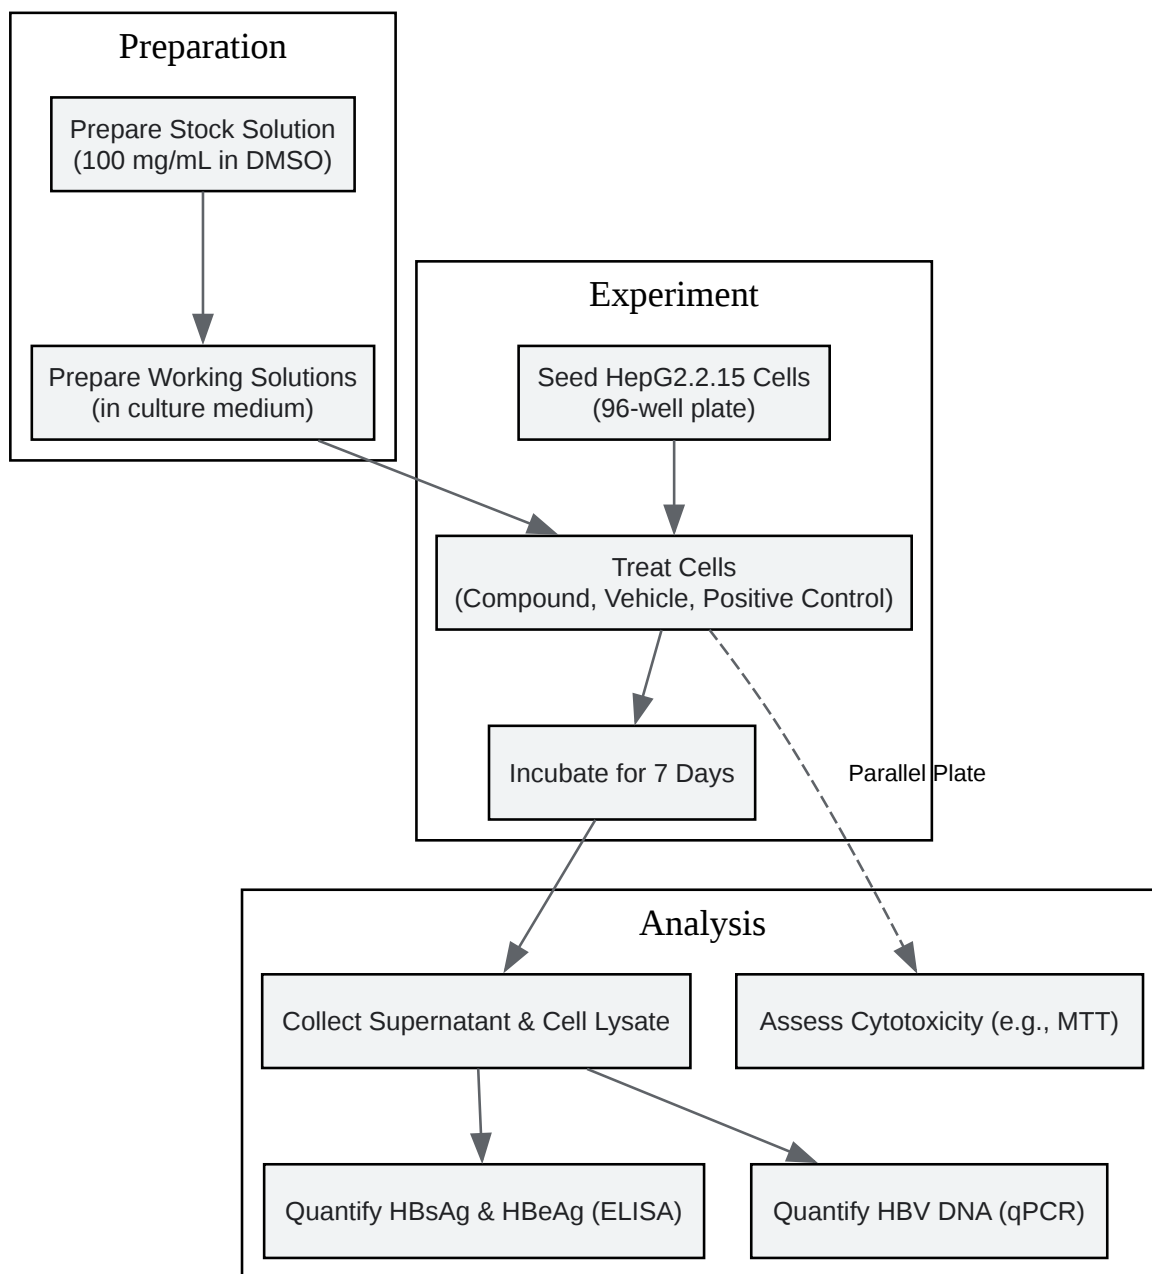 Preparation
Prepare Stock Solution
(100 mg/mL in DMSO)
Prepare Working Solutions
(in culture medium)
Experiment
Seed HepG2.2.15 Cells
(96-well plate)
Treat Cells
(Compound, Vehicle, Positive Control)
Incubate for 7 Days
Parallel Plate
Analysis
Collect Supernatant & Cell Lysate
Assess Cytotoxicity (e.g., MTT)
Quantify HBsAg & HBeAg (ELISA)
Quantify HBV DNA (qPCR)